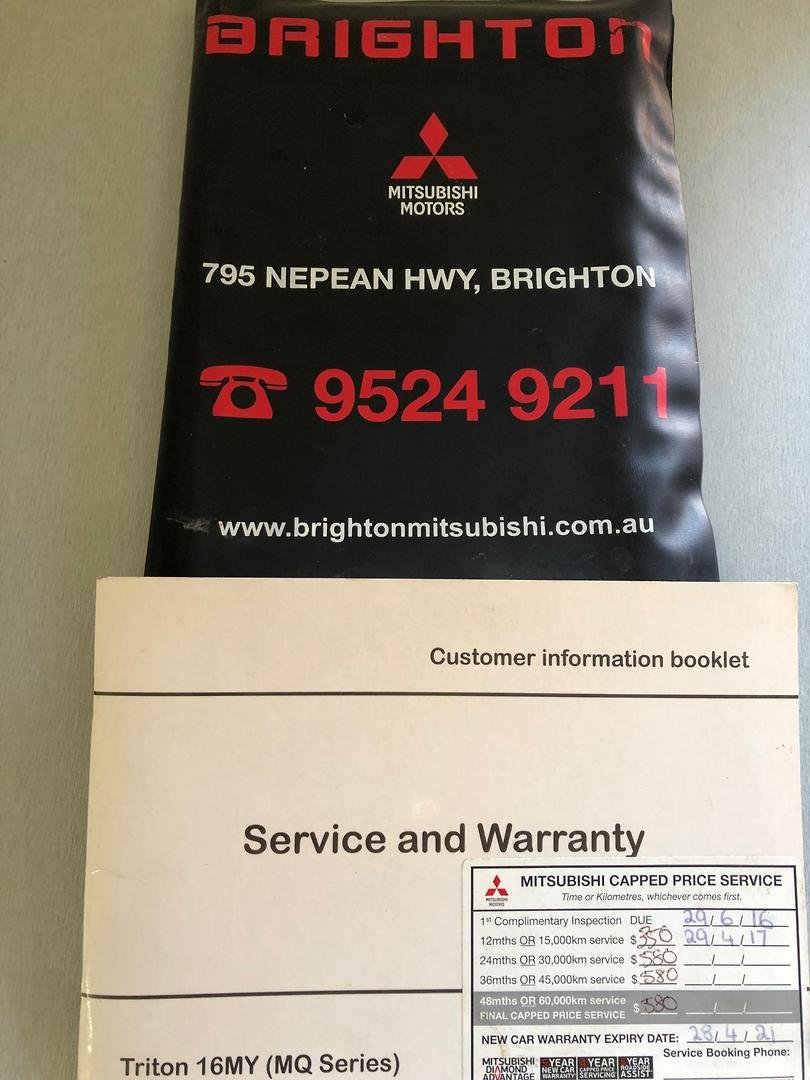 BRIGHTON
MITSUBISHI
MOTORS
795 NEPEAN HWY, BRIGHTON
9524 9211
www.brightonmitsubishi.com.au
Customer information booklet
Service and Warranty
MITSUBISHI
MOTORS
MITSUBISHI CAPPED PRICE SERVICE
Time or Kilometres, whichever comes first.
1st Complimentary Inspection DUE 29/6/16
12mths OR 15,000km service $350 29/4/17
24mths OR 30,000km service $580 / /
36mths OR 45,000km service $580 / /
48mths OR 60,000km service
FINAL CAPPED PRICE SERVICE $580 / /
NEW CAR WARRANTY EXPIRY DATE: 28/4/21
Service Booking Phone:
MITSUBISHI
DIAMOND
ADVANTAGE
YEAR
NEW CAR
WARRANTY
YEAR
CAPPED PRICE
SERVICING
YEAR
ROADSIDE
ASSIST
Triton 16MY (MQ Series)